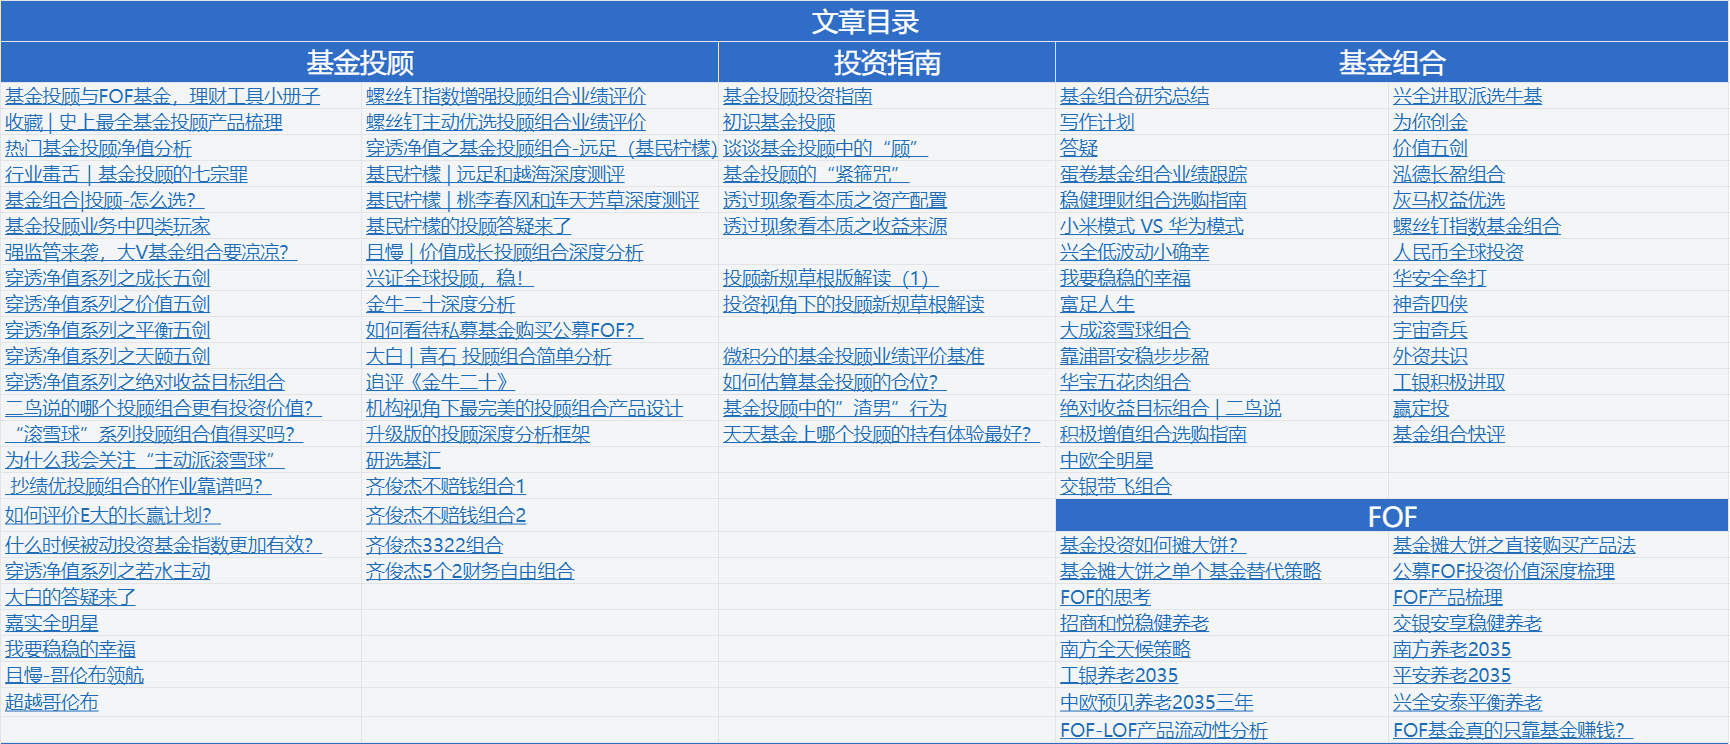 文章目录
基金投顾 投资指南 基金组合
基金投顾与FOF基金，理财工具小册子 螺丝钉指数增强投顾组合业绩评价 基金投顾投资指南 基金组合研究总结 兴全进取派选牛基
收藏 | 史上最全基金投顾产品梳理 螺丝钉主动优选投顾组合业绩评价 初识基金投顾 写作计划 为你创金
热门基金投顾净值分析 穿透净值之基金投顾组合-远足（基民柠檬） 谈谈基金投顾中的“顾” 答疑 价值五剑
行业毒舌 | 基金投顾的七宗罪 基民柠檬 | 远足和越海深度测评 基金投顾的“紧箍咒” 蛋卷基金组合业绩跟踪 泓德长盈组合
基金组合|投顾-怎么选？ 基民柠檬 | 桃李春风和连天芳草深度测评 透过现象看本质之资产配置 稳健理财组合选购指南 灰马权益优选
基金投顾业务中四类玩家 基民柠檬的投顾答疑来了 透过现象看本质之收益来源 小米模式 VS 华为模式 螺丝钉指数基金组合
强监管来袭，大V基金组合要凉凉？ 且慢 | 价值成长投顾组合深度分析 兴全低波动小确幸 人民币全球投资
穿透净值系列之成长五剑 兴证全球投顾，稳！ 投顾新规草根版解读（1） 我要稳稳的幸福 华安全垒打
穿透净值系列之价值五剑 金牛二十深度分析 投资视角下的投顾新规草根解读 富足人生 神奇四侠
穿透净值系列之平衡五剑 如何看待私募基金购买公募FOF？ 大成滚雪球组合 宇宙奇兵
穿透净值系列之天颐五剑 大白 | 青石 投顾组合简单分析 微积分的基金投顾业绩评价基准 靠浦哥安稳步步盈 外资共识
穿透净值系列之绝对收益目标组合 追评《金牛二十》 如何估算基金投顾的仓位？ 华宝五花肉组合 工银积极进取
二鸟说的哪个投顾组合更有投资价值？ 机构视角下最完美的投顾组合产品设计 基金投顾中的”渣男”行为 绝对收益目标组合 | 二鸟说 赢定投
“滚雪球”系列投顾组合值得买吗？ 升级版的投顾深度分析框架 天天基金上哪个投顾的持有体验最好？ 积极增值组合选购指南 基金组合快评
为什么我会关注“主动派滚雪球” 研选基汇 中欧全明星
抄绩优投顾组合的作业靠谱吗？ 齐俊杰不赔钱组合1 交银带飞组合
如何评价E大的长赢计划？ 齐俊杰不赔钱组合2 FOF
什么时候被动投资基金指数更加有效？ 齐俊杰3322组合 基金投资如何摊大饼？ 基金摊大饼之直接购买产品法
穿透净值系列之若水主动 齐俊杰5个2财务自由组合 基金摊大饼之单个基金替代策略 公募FOF投资价值深度梳理
大白的答疑来了 FOF的思考 FOF产品梳理
嘉实全明星 招商和悦稳健养老 交银安享稳健养老
我要稳稳的幸福 南方全天候策略 南方养老2035
且慢-哥伦布领航 工银养老2035 平安养老2035
超越哥伦布 中欧预见养老2035三年 兴全安泰平衡养老
FOF-LOF产品流动性分析 FOF基金真的只靠基金赚钱？